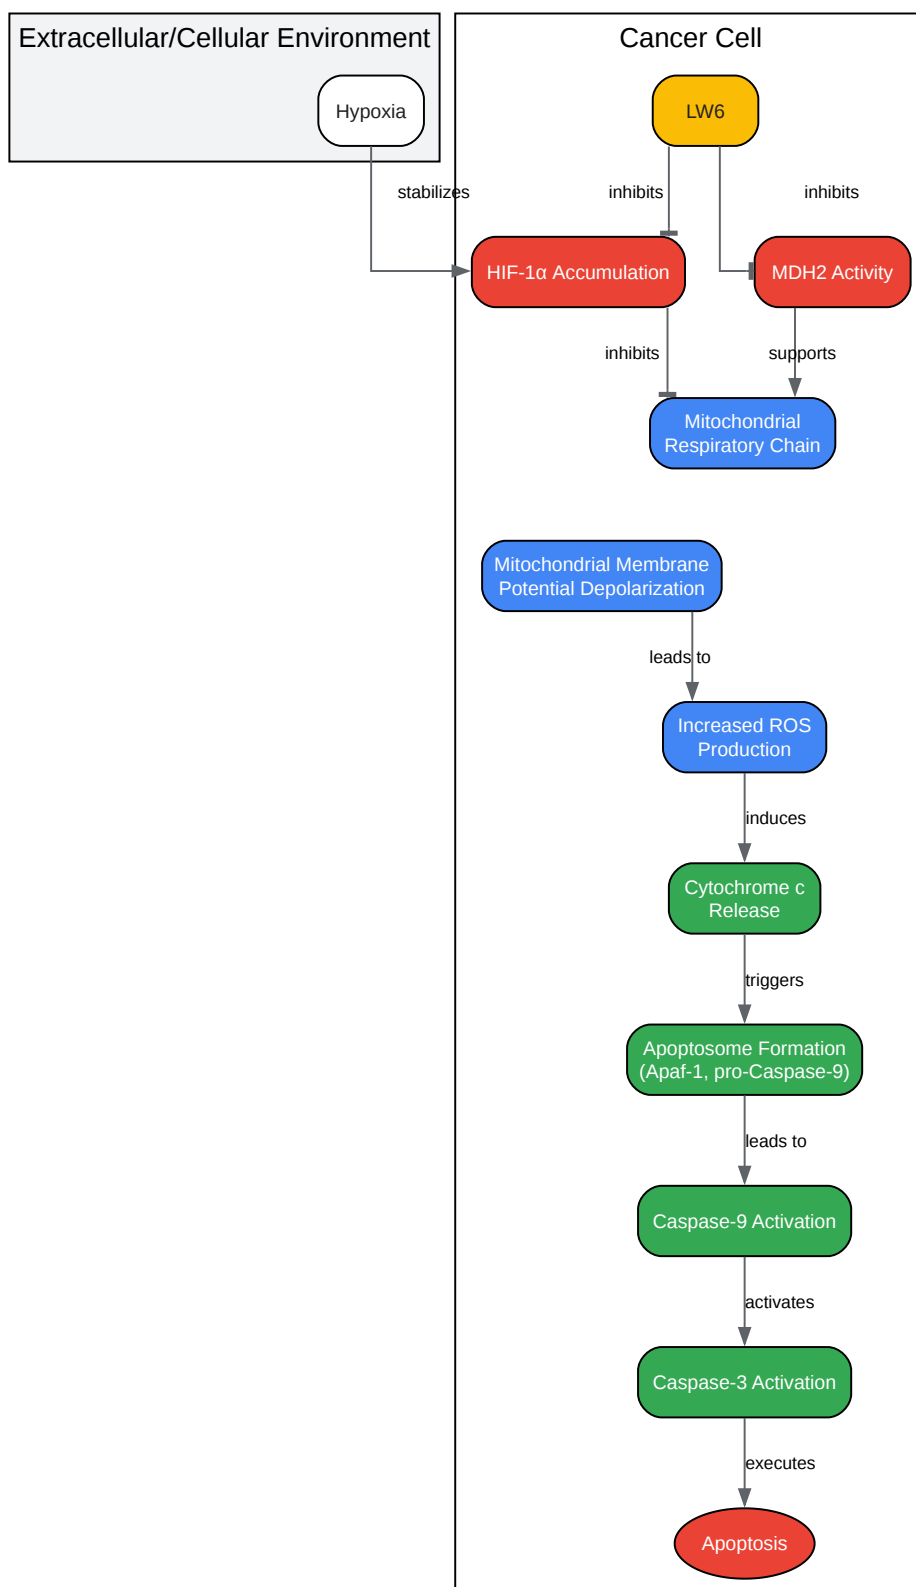 Extracellular/Cellular Environment
Cancer Cell
Hypoxia
LW6
stabilizes
inhibits
inhibits
HIF-1α Accumulation
MDH2 Activity
inhibits
supports
Mitochondrial
Respiratory Chain
Mitochondrial Membrane
Potential Depolarization
leads to
Increased ROS
Production
induces
Cytochrome c
Release
triggers
Apoptosome Formation
(Apaf-1, pro-Caspase-9)
leads to
Caspase-9 Activation
activates
Caspase-3 Activation
executes
Apoptosis